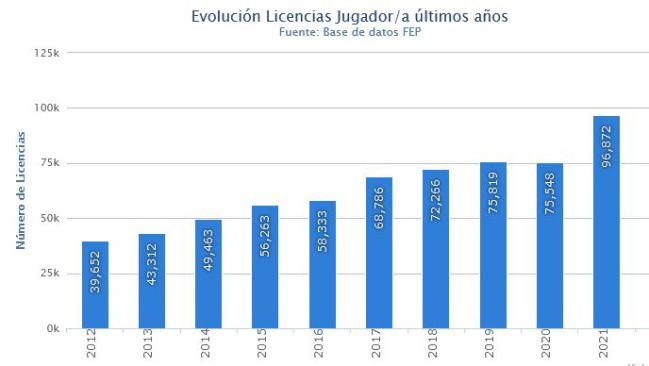 Evolución Licencias Jugador/a últimos años
Fuente: Base de datos FEP
Número de Licencias
125k
100k
75k
50k
25k
0k
39,652
43,312
49,463
56,263
58,333
68,786
72,266
75,819
75,548
96,872
2012
2013
2014
2015
2016
2017
2018
2019
2020
2021